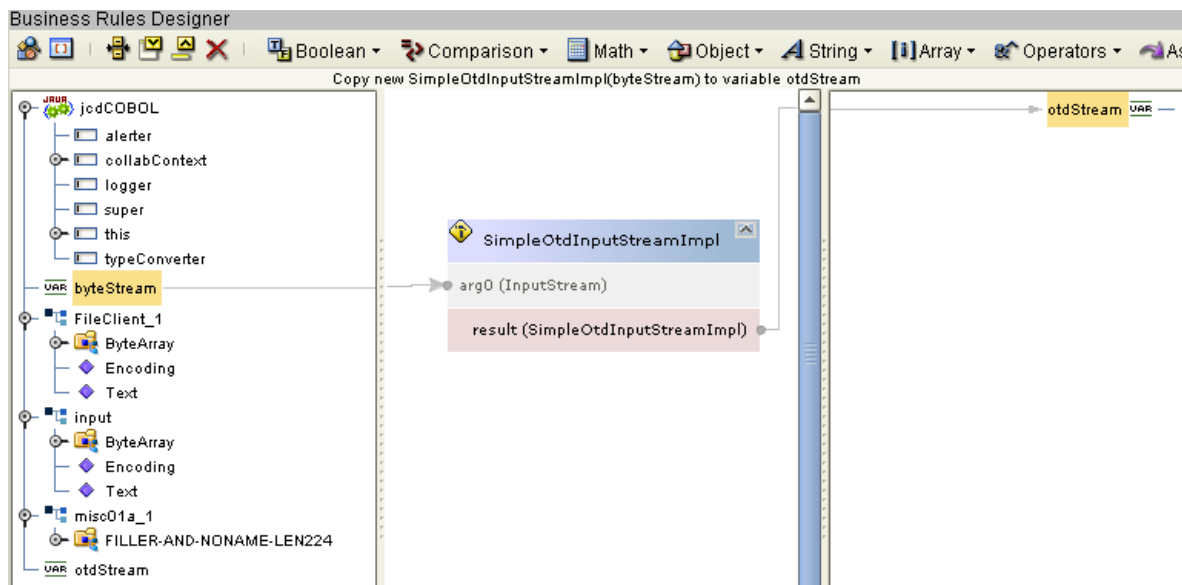 Business Rules Designer
Boolean Comparison Math Object String Array Operators As
Copy new SimpleOtdInputStreamImpl(byteStream) to variable otdStream
JAVA
jcdCOBOL
otdStream VAR
alerter
collabContext
logger
super
this
SimpleOtdInputStreamImpl
typeConverter
VAR byteStream
arg0 (InputStream)
FileClient_1
result (SimpleOtdInputStreamImpl)
ByteArray
Encoding
Text
input
ByteArray
Encoding
Text
misc01a_1
FILLER-AND-NONAME-LEN224
VAR otdStream